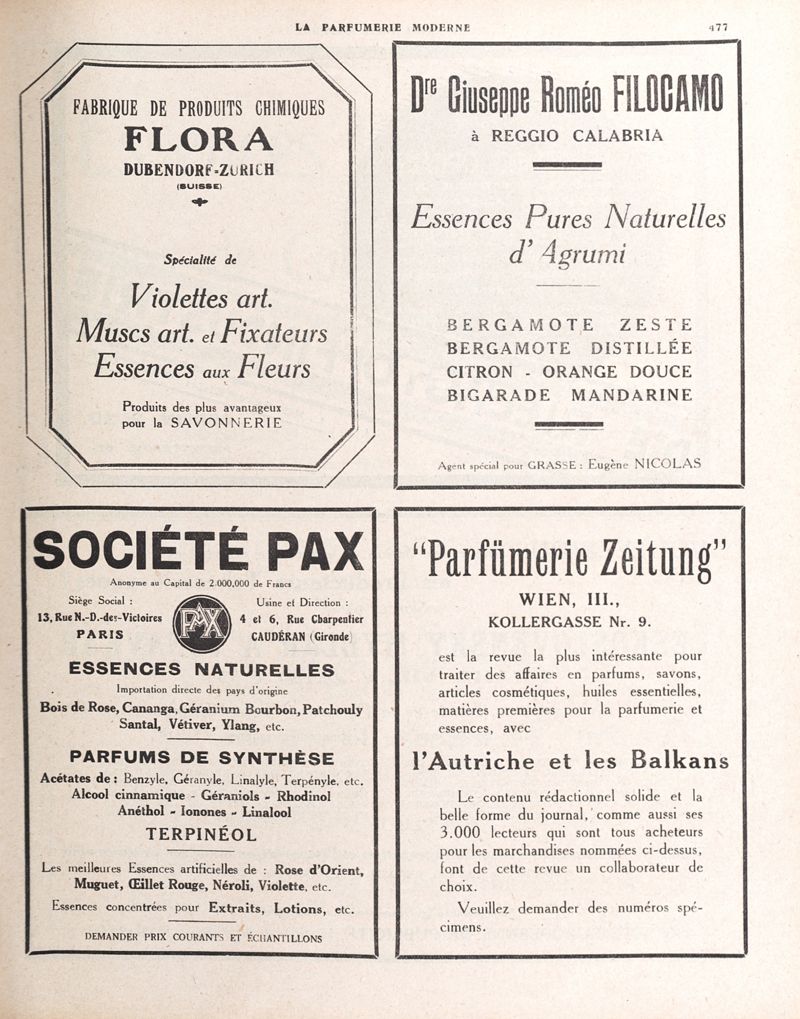 LA PARFUMERIE MODERNE 477
FABRIQUE DE PRODUITS CHIMIQUES
FLORA
DUBENDORF-ZURICH
(SUISSE)
Spécialité de
Violettes art.
Muscs art. et Fixateurs
Essences aux Fleurs
Produits des plus avantageux
pour la SAVONNERIE
Dre Giuseppe Roméo FILOCAMO
à REGGIO CALABRIA
Essences Pures Naturelles
d' Agrumi
BERGAMOTE ZESTE
BERGAMOTE DISTILLÉE
CITRON - ORANGE DOUCE
BIGARADE MANDARINE
Agent spécial pour GRASSE : Eugène NICOLAS
SOCIÉTÉ PAX
Anonyme au Capital de 2.000,000 de Francs
Siège Social :
13, Rue N.-D.-des-Victoires
PARIS
PAX
Usine et Direction :
4 et 6, Rue Charpentier
CAUDÉRAN (Gironde)
ESSENCES NATURELLES
Importation directe des pays d'origine
Bois de Rose, Cananga, Géranium Bourbon, Patchouly
Santal, Vétiver, Ylang, etc.
PARFUMS DE SYNTHÈSE
Acétates de : Benzyle, Géranyle, Linalyle, Terpényle, etc.
Alcool cinnamique - Géraniols - Rhodinol
Anéthol - Ionones - Linalool
TERPINÉOL
Les meilleures Essences artificielles de : Rose d'Orient,
Muguet, Œillet Rouge, Néroli, Violette, etc.
Essences concentrées pour Extraits, Lotions, etc.
DEMANDER PRIX COURANTS ET ÉCHANTILLONS
"Parfümerie Zeitung"
WIEN, III.,
KOLLERGASSE Nr. 9.
est la revue la plus intéressante pour
traiter des affaires en parfums, savons,
articles cosmétiques, huiles essentielles,
matières premières pour la parfumerie et
essences, avec
l'Autriche et les Balkans
Le contenu rédactionnel solide et la
belle forme du journal, comme aussi ses
3.000 lecteurs qui sont tous acheteurs
pour les marchandises nommées ci-dessus,
font de cette revue un collaborateur de
choix.
Veuillez demander des numéros spé-
cimens.